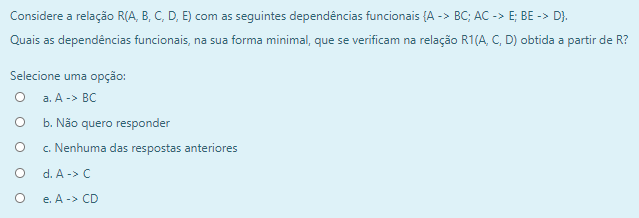 Considere a relação R(A, B, C, D, E) com as seguintes dependências funcionais {A -> BC; AC -> E; BE -> D}.
Quais as dependências funcionais, na sua forma minimal, que se verificam na relação R1(A, C, D) obtida a partir de R?
Selecione uma opção:
a. A -> BC
b. Não quero responder
c. Nenhuma das respostas anteriores
d. A -> C
e. A -> CD